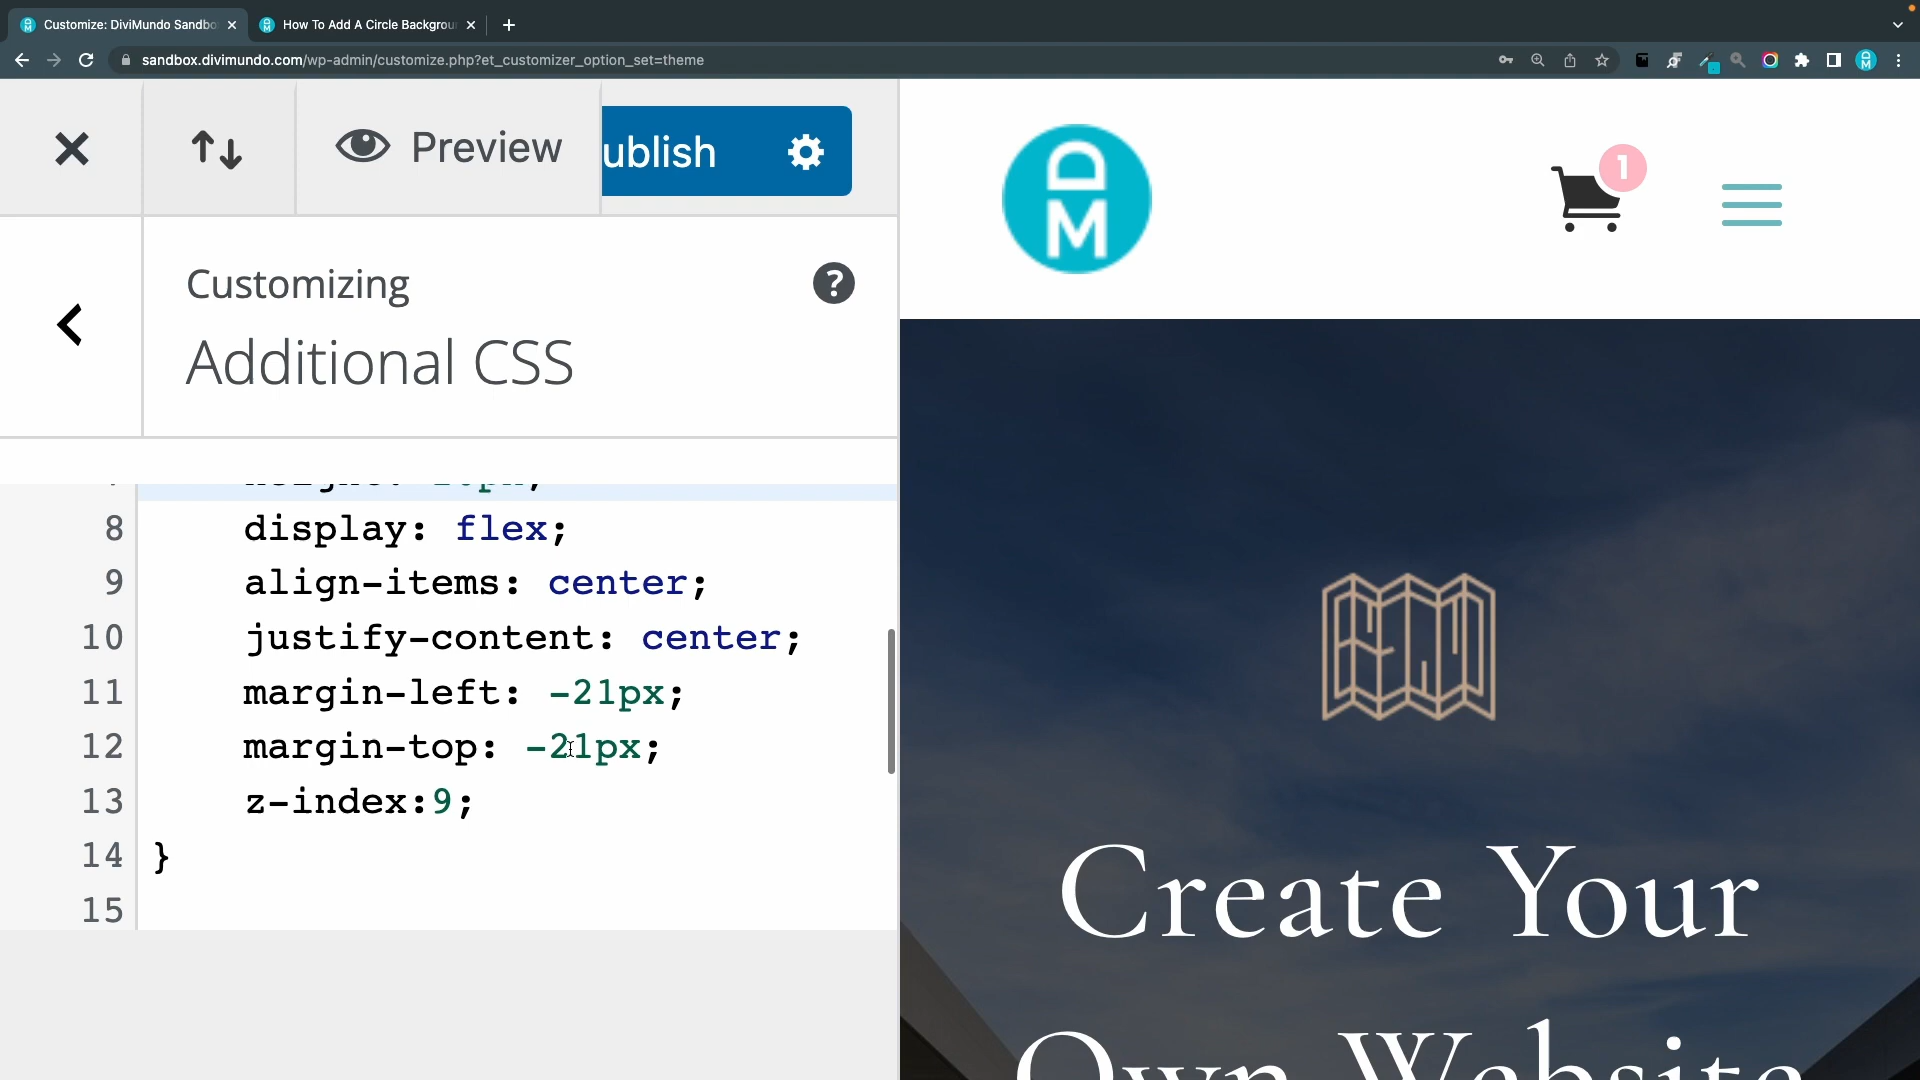 Customize: DiviMundo Sandbo
How To Add A Circle Backgrou
sandbox.divimundo.com/wp-admin/customize.php?et_customizer_option_set=theme
Preview
ublish
1
Customizing
?
Additional CSS
8 display: flex;
9 align-items: center;
10 justify-content: center;
11 margin-left: -21px;
12 margin-top: -21px;
13 z-index:9;
14 }
15
Create Your
Own Website